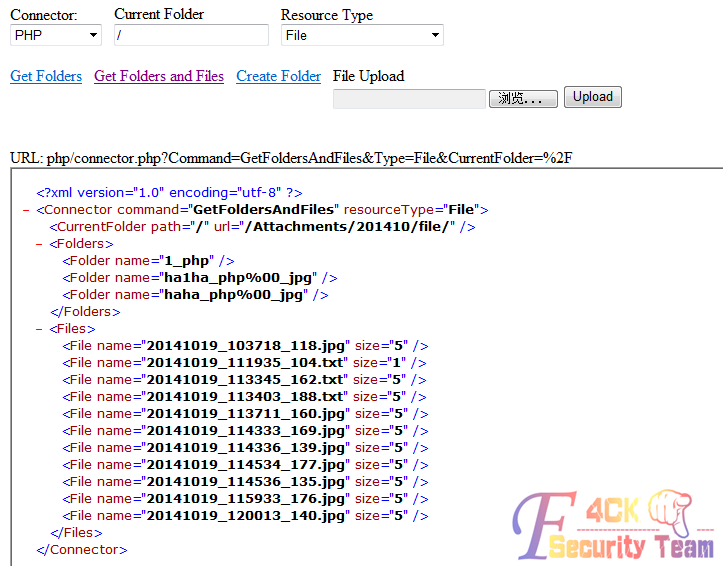 Connector: Current Folder Resource Type
PHP / File
Get Folders Get Folders and Files Create Folder File Upload
浏览... Upload
URL: php/connector.php?Command=GetFoldersAndFiles&Type=File&CurrentFolder=%2F
<?xml version="1.0" encoding="utf-8" ?>
− <Connector command="GetFoldersAndFiles" resourceType="File">
<CurrentFolder path="/" url="/Attachments/201410/file/" />
− <Folders>
<Folder name="1_php" />
<Folder name="ha1ha_php%00_jpg" />
<Folder name="haha_php%00_jpg" />
</Folders>
− <Files>
<File name="20141019_103718_118.jpg" size="5" />
<File name="20141019_111935_104.txt" size="1" />
<File name="20141019_113345_162.txt" size="5" />
<File name="20141019_113403_188.txt" size="5" />
<File name="20141019_113711_160.jpg" size="5" />
<File name="20141019_114333_169.jpg" size="5" />
<File name="20141019_114336_139.jpg" size="5" />
<File name="20141019_114534_177.jpg" size="5" />
<File name="20141019_114536_135.jpg" size="5" />
<File name="20141019_115933_176.jpg" size="5" />
<File name="20141019_120013_140.jpg" size="5" />
</Files>
</Connector>
F4CK
Security Team